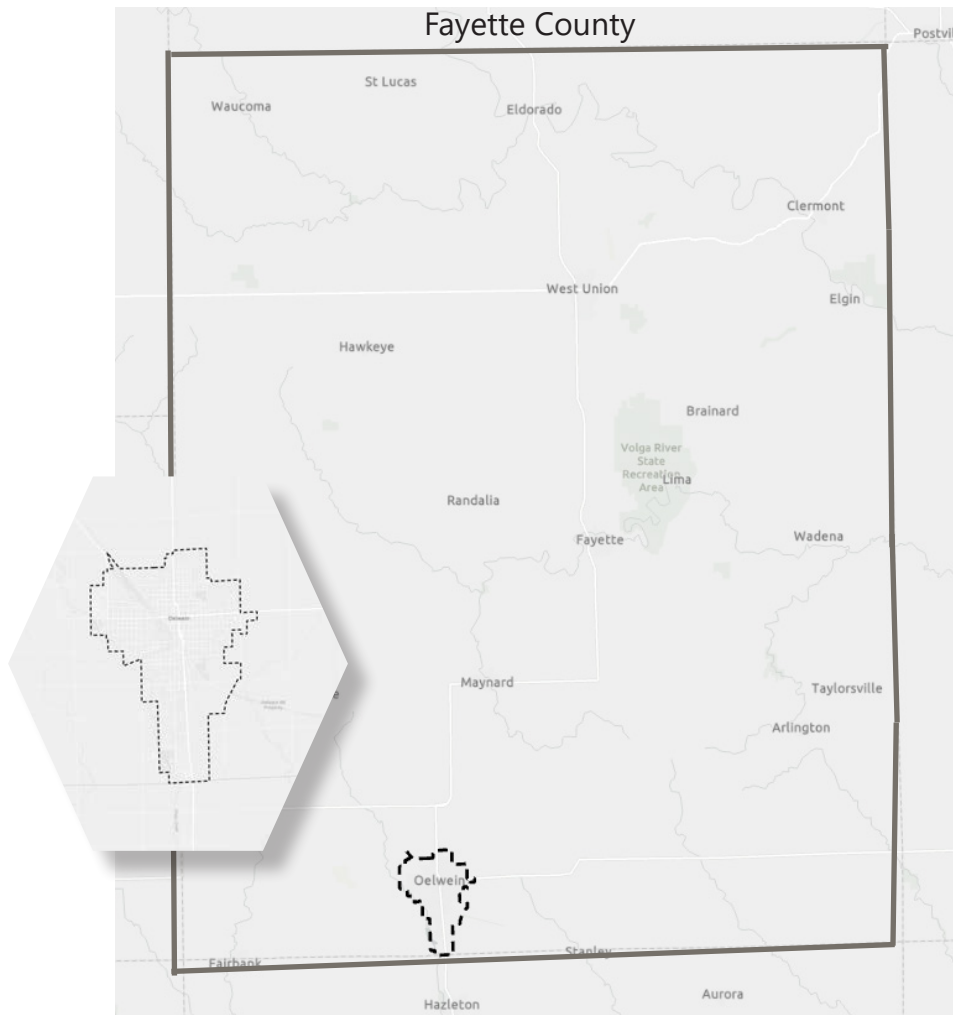 Fayette County
Postvil
St Lucas
Waucoma
Eldorado
Clermont
West Union
Elgin
Hawkeye
Brainard
Volga River
State
Recreation
Area
Lima
Randalia
Wadena
Fayette
Oelwein
Maynard
Taylorsville
e
Arlington
Oelwein
Stanley
Fairbank
Aurora
Hazleton